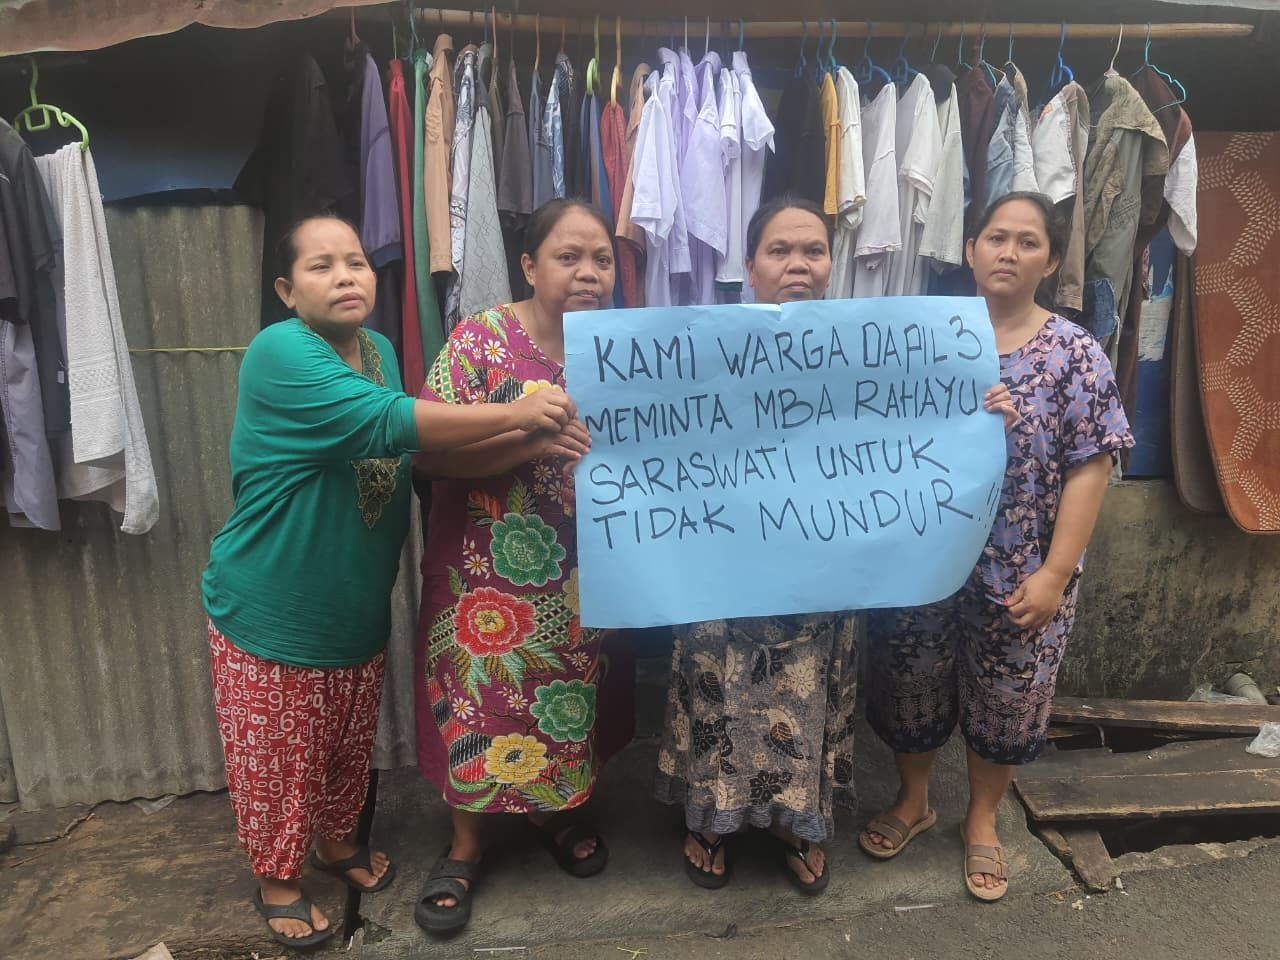 KAMI WARGA DAPIL 3
MEMINTA MBA RAHAYU
SARASWATI UNTUK
TIDAK MUNDUR.!!